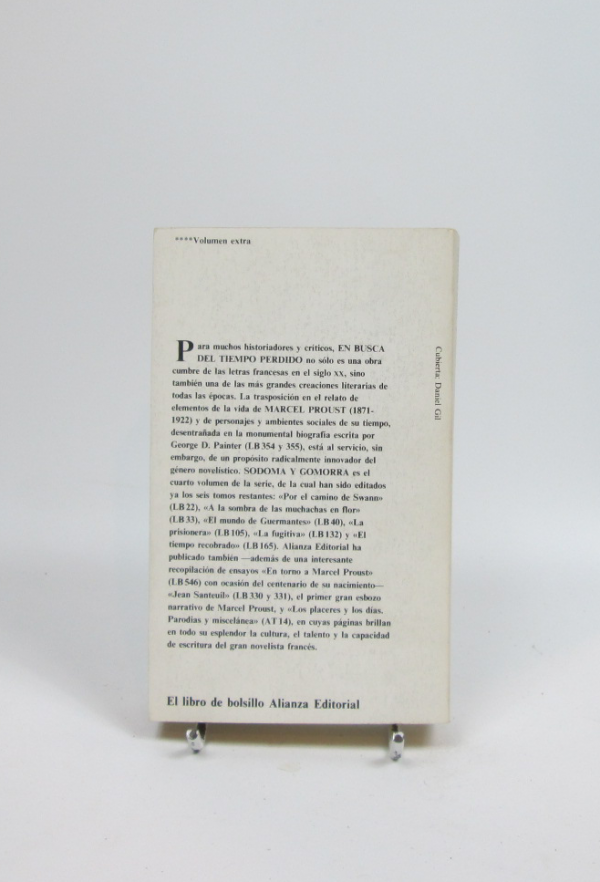 ****Volumen extra
Para muchos historiadores y críticos, EN BUSCA
DEL TIEMPO PERDIDO no sólo es una obra
cumbre de las letras francesas en el siglo XX, sino
también una de las más grandes creaciones literarias de
todas las épocas. La trasposición en el relato de
elementos de la vida de MARCEL PROUST (1871-
1922) y de personajes y ambientes sociales de su tiempo,
desentrañada en la monumental biografía escrita por
George D. Painter (LB 354 y 355), está al servicio, sin
embargo, de un propósito radicalmente innovador del
género novelístico. SODOMA Y GOMORRA es el
cuarto volumen de la serie, de la cual han sido editados
ya los seis tomos restantes: «Por el camino de Swann»
(LB 22), «A la sombra de las muchachas en flor»
(LB 33), «El mundo de Guermantes» (LB 40), «La
prisionera» (LB 105), «La fugitiva» (LB 132) y «El
tiempo recobrado» (LB 165). Alianza Editorial ha
publicado también —además de una interesante
recopilación de ensayos «En torno a Marcel Proust»
(LB 546) con ocasión del centenario de su nacimiento—
«Jean Santeuil» (LB 330 y 331), el primer gran esbozo
narrativo de Marcel Proust, y «Los placeres y los días.
Parodias y miscelánea» (AT 14), en cuyas páginas brillan
en todo su esplendor la cultura, el talento y la capacidad
de escritura del gran novelista francés.
El libro de bolsillo Alianza Editorial
Cubierta: Daniel Gil